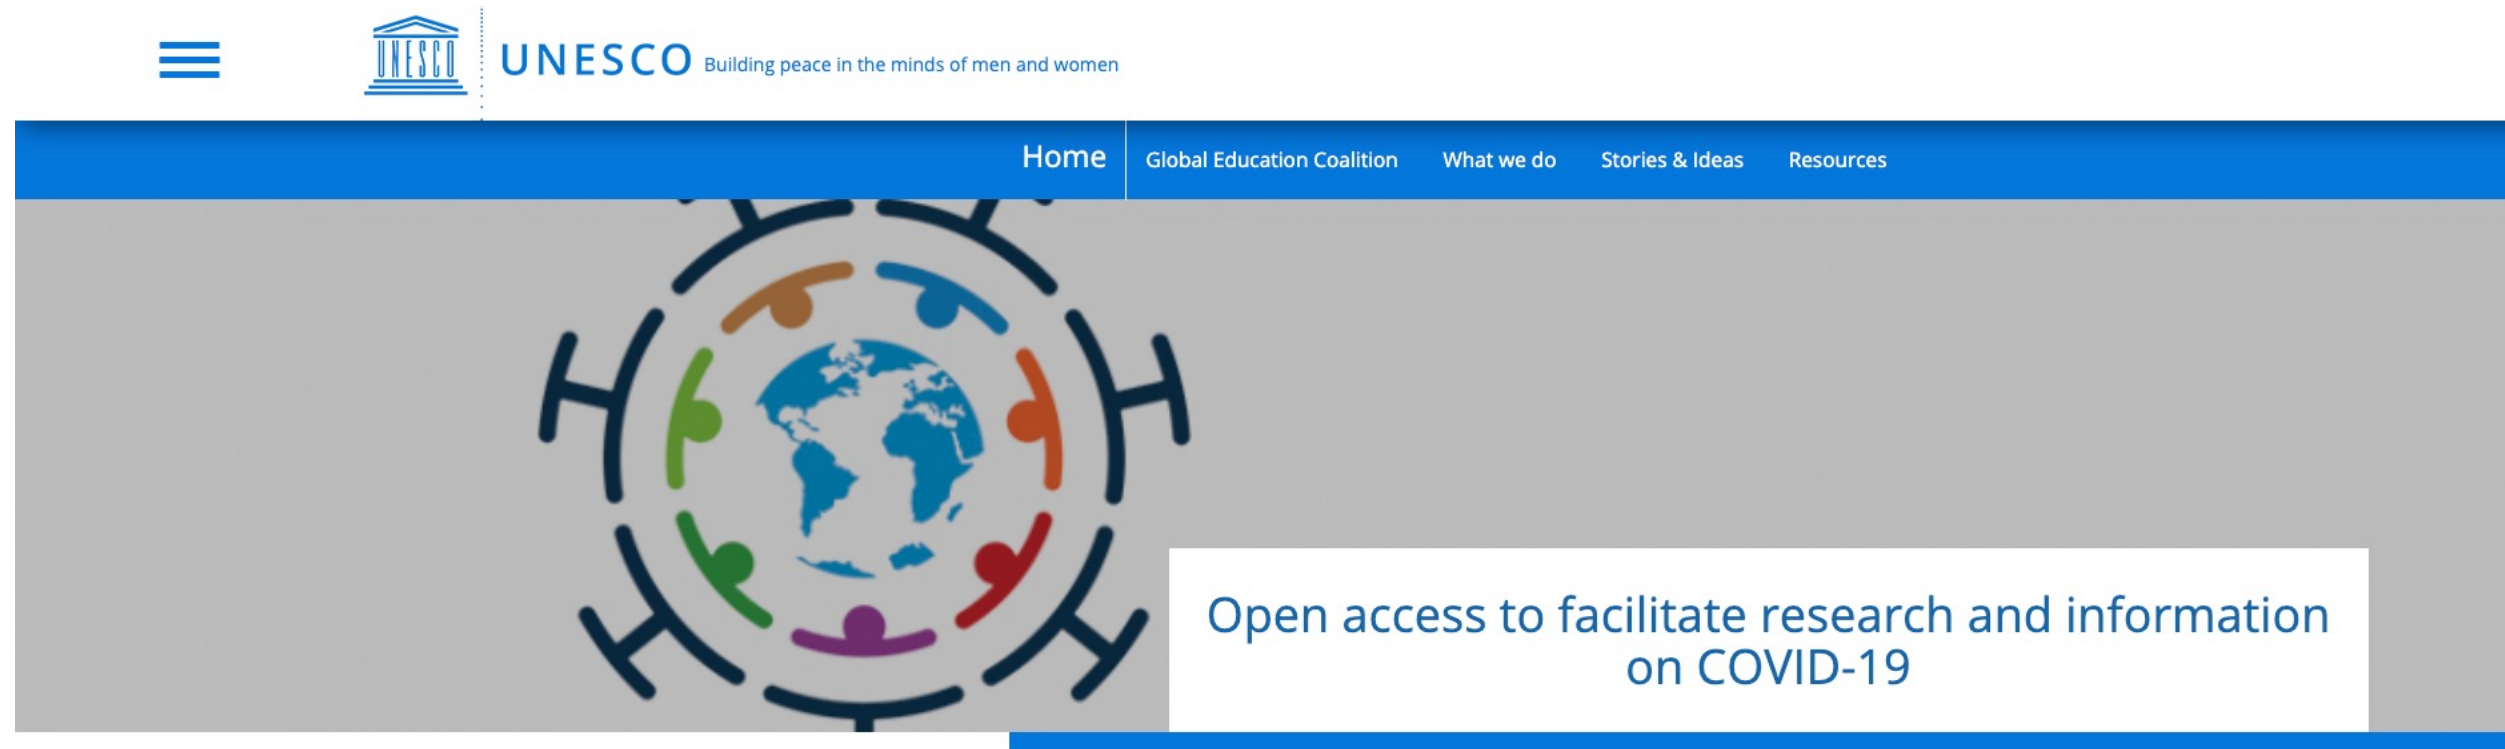 UNESCO
UNESCO Building peace in the minds of men and women
Home Global Education Coalition What we do Stories & Ideas Resources
Open access to facilitate research and information
on COVID-19